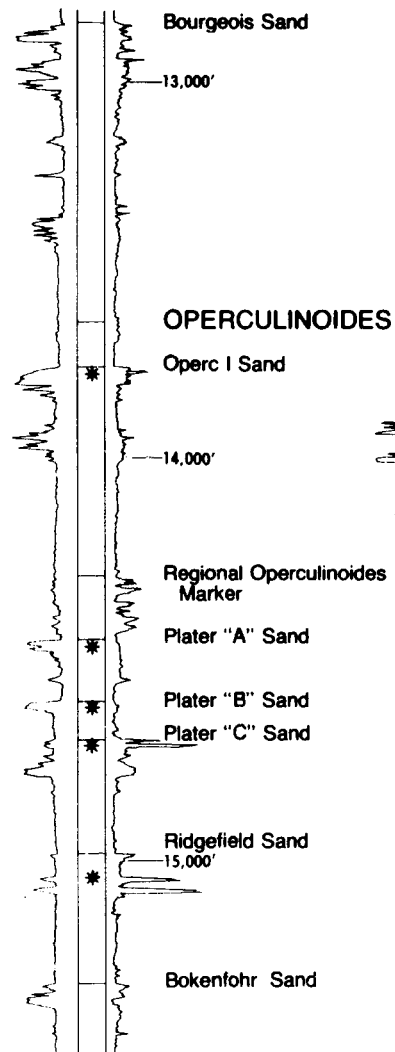 Bourgeois Sand
13,000'
OPERCULINOIDES
Operc I Sand
14,000'
Regional Operculinoides
Marker
Plater "A" Sand
Plater "B" Sand
Plater "C" Sand
Ridgefield Sand
15,000'
Bokenfohr Sand